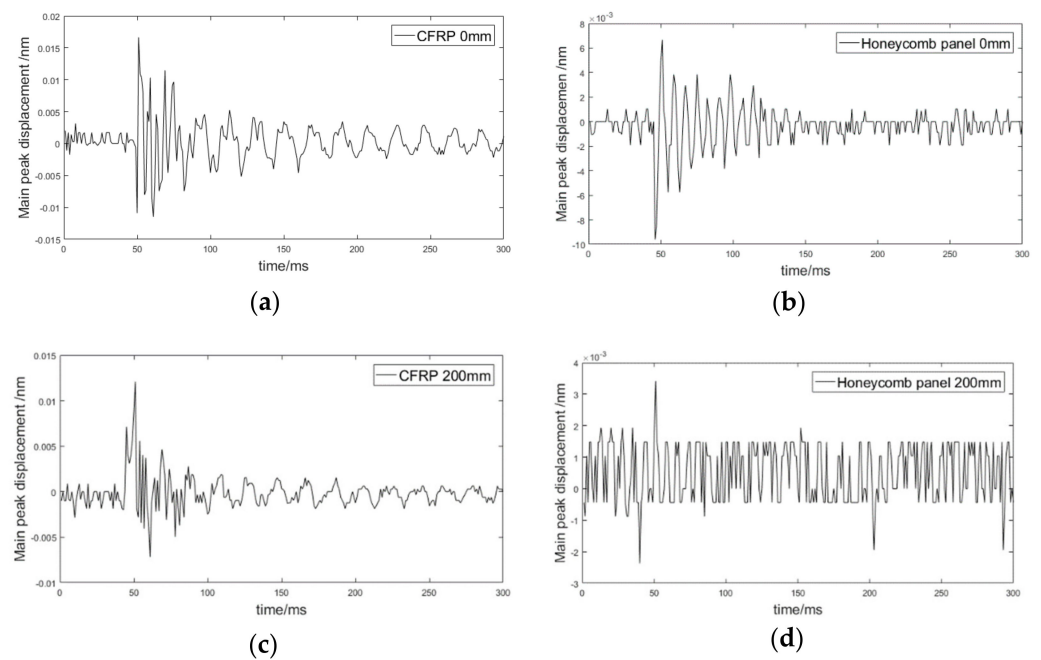 0.02
CFRP 0mm
0.015
0.01
0.005
0
-0.005
-0.01
-0.015
Main peak displacement /nm
0 50 100 150 200 250 300
time/ms
(a)
×10-3
8
Honeycomb panel 0mm
6
4
2
0
-2
-4
-6
-8
-10
Main peak displacemen /nm
0 50 100 150 200 250 300
time/ms
(b)
0.015
CFRP 200mm
0.01
0.005
0
-0.005
-0.01
Main peak displacement /nm
0 50 100 150 200 250 300
time/ms
(c)
×10-3
4
Honeycomb panel 200mm
3
2
1
0
-1
-2
-3
Main peak displacement /nm
0 50 100 150 200 250 300
time/ms
(d)